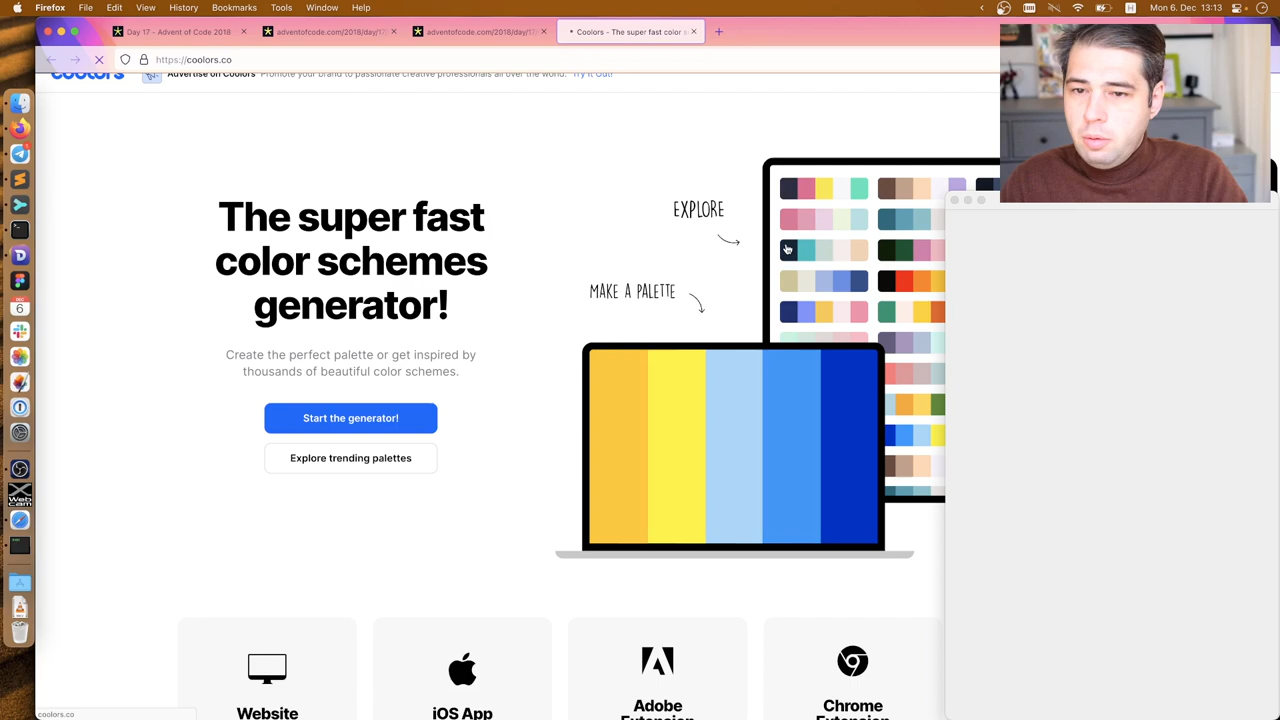 Firefox File Edit View History Bookmarks Tools Window Help
Mon 6. Dec 13:13
Day 17 - Advent of Code 2018
adventofcode.com/2018/day/17
adventofcode.com/2018/day/17
Coolors - The super fast color s
https://coolors.co
coolors
Advertise on Coolors Promote your brand to passionate creative professionals all over the world. Try It Out!
The super fast
color schemes
generator!
Create the perfect palette or get inspired by
thousands of beautiful color schemes.
Start the generator!
Explore trending palettes
EXPLORE
MAKE A PALETTE
DEC
6
Web
cam
Website
iOS App
Adobe
Extension
Chrome
Extension
coolors.co